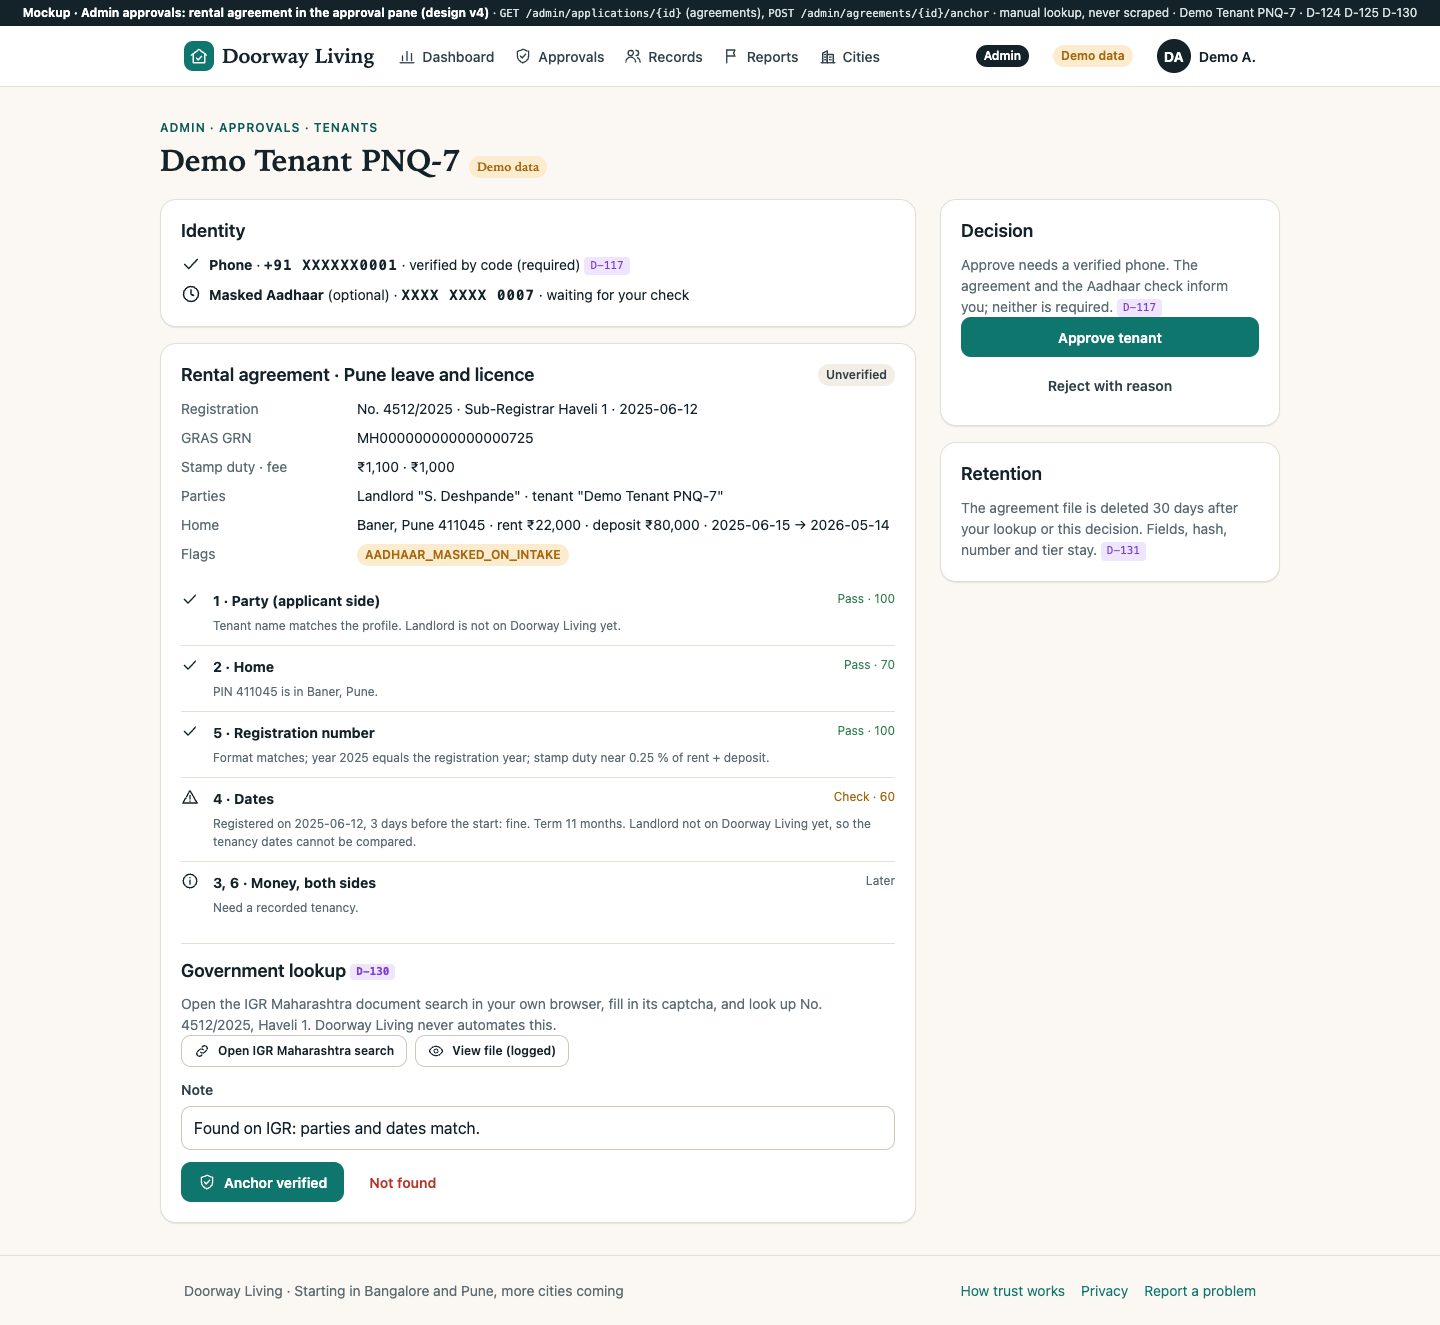 Mockup · Admin approvals: rental agreement in the approval pane (design v4) · GET /admin/applications/{id} (agreements), POST /admin/agreements/{id}/anchor · manual lookup, never scraped · Demo Tenant PNQ-7 · D-124 D-125 D-130
Doorway Living Dashboard Approvals Records Reports Cities Admin Demo data DA Demo A.
ADMIN · APPROVALS · TENANTS
Demo Tenant PNQ-7 Demo data
Identity
Phone · +91 XXXXXX0001 · verified by code (required) D-117
Masked Aadhaar (optional) · XXXX XXXX 0007 · waiting for your check
Rental agreement · Pune leave and licence Unverified
Registration No. 4512/2025 · Sub-Registrar Haveli 1 · 2025-06-12
GRAS GRN MH000000000000000725
Stamp duty · fee ₹1,100 · ₹1,000
Parties Landlord "S. Deshpande" · tenant "Demo Tenant PNQ-7"
Home Baner, Pune 411045 · rent ₹22,000 · deposit ₹80,000 · 2025-06-15 → 2026-05-14
Flags AADHAAR_MASKED_ON_INTAKE
1 · Party (applicant side) Pass · 100
Tenant name matches the profile. Landlord is not on Doorway Living yet.
2 · Home Pass · 70
PIN 411045 is in Baner, Pune.
5 · Registration number Pass · 100
Format matches; year 2025 equals the registration year; stamp duty near 0.25 % of rent + deposit.
4 · Dates Check · 60
Registered on 2025-06-12, 3 days before the start: fine. Term 11 months. Landlord not on Doorway Living yet, so the
tenancy dates cannot be compared.
3, 6 · Money, both sides Later
Need a recorded tenancy.
Government lookup D-130
Open the IGR Maharashtra document search in your own browser, fill in its captcha, and look up No.
4512/2025, Haveli 1. Doorway Living never automates this.
Open IGR Maharashtra search View file (logged)
Note
Found on IGR: parties and dates match.
Anchor verified Not found
Decision
Approve needs a verified phone. The
agreement and the Aadhaar check inform
you; neither is required. D-117
Approve tenant
Reject with reason
Retention
The agreement file is deleted 30 days after
your lookup or this decision. Fields, hash,
number and tier stay. D-131
Doorway Living · Starting in Bangalore and Pune, more cities coming How trust works Privacy Report a problem